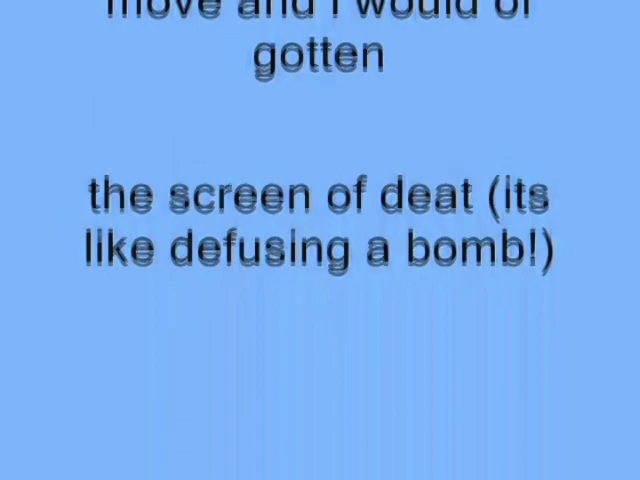 move and i would of
gotten
the screen of deat (its
like defusing a bomb!)